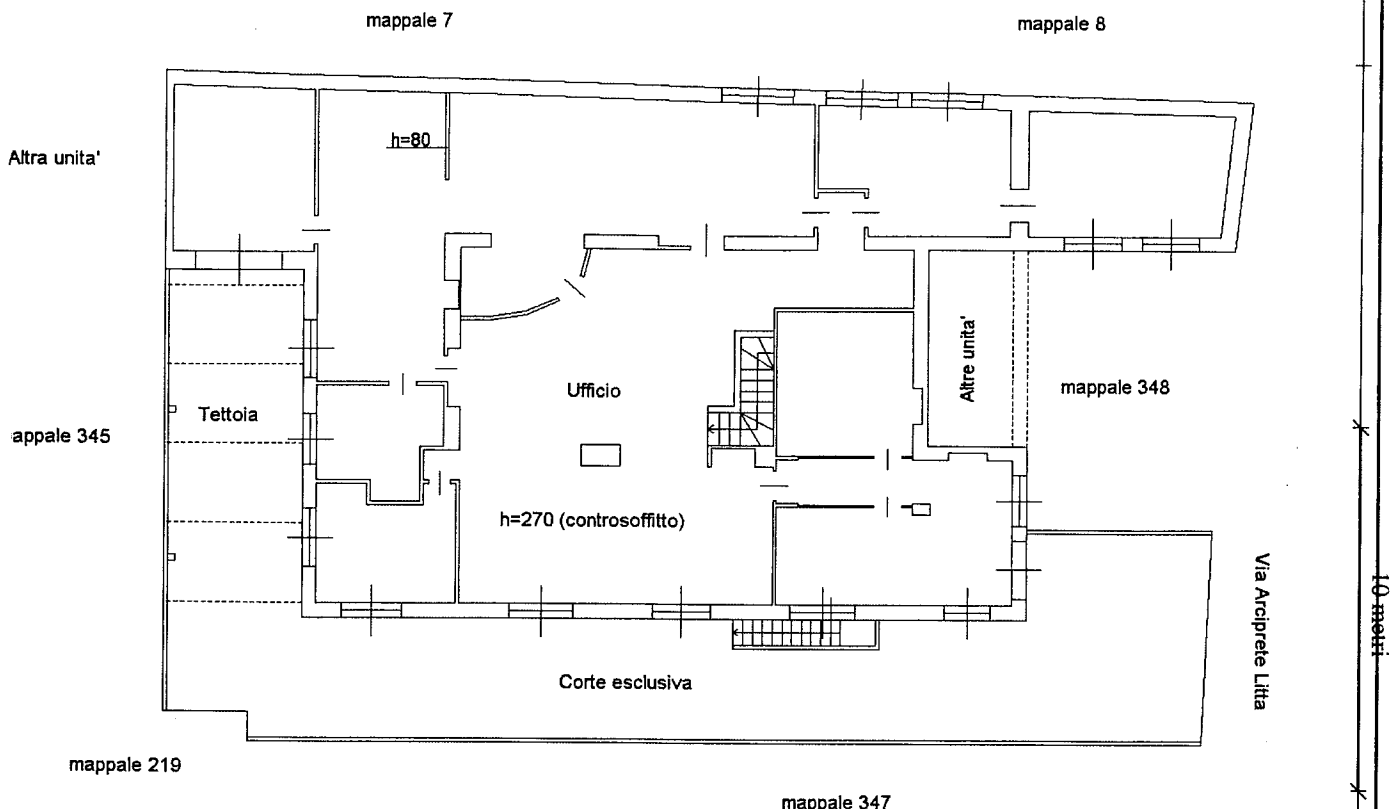 mappale 7
mappale 8
h=80
Altra unita'
Altre unita'
Ufficio
mappale 348
Tettoia
appale 345
h=270 (controsoffitto)
Via Arciprete Litta
10 metri
Corte esclusiva
mappale 219
mappale 347